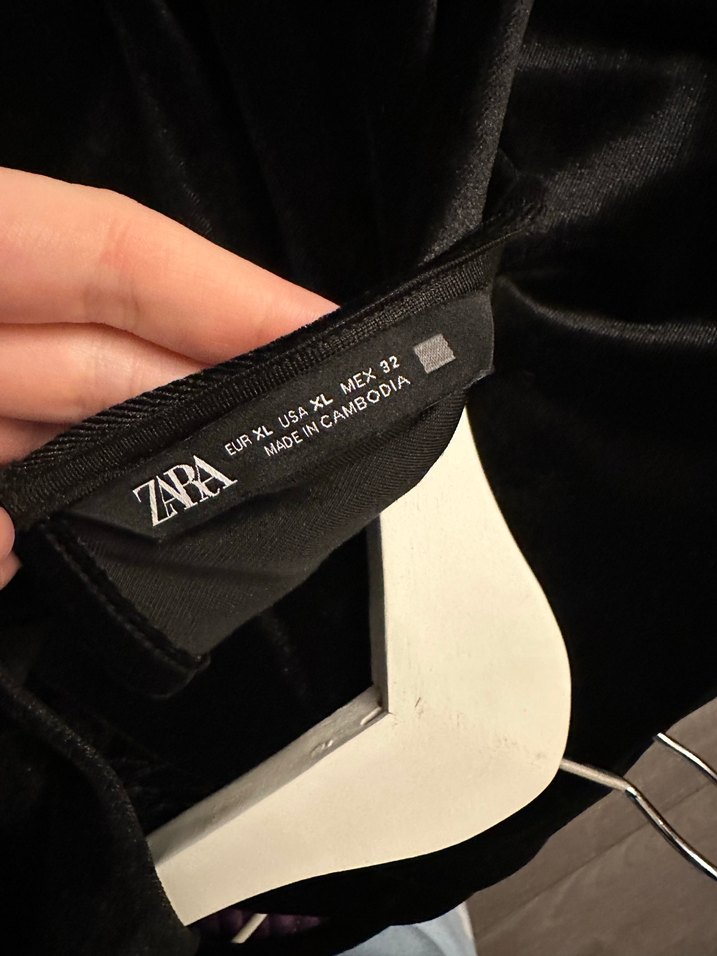 ZARA
EUR XL USA XL MEX 32
MADE IN CAMBODIA